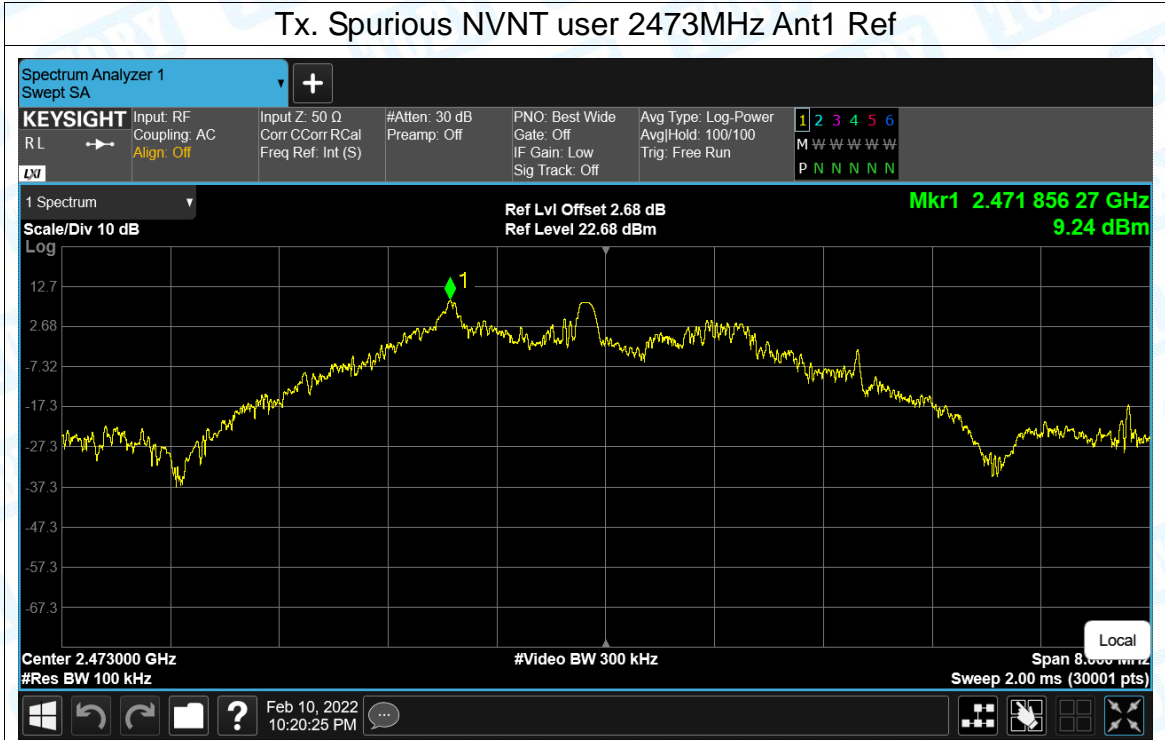 Tx. Spurious NVNT user 2473MHz Ant1 Ref
Spectrum Analyzer 1
Swept SA
KEYSIGHT
R L
LXI
Input: RF
Coupling: AC
Align: Off
Input Z: 50 Ω
Corr CCorr RCal
Freq Ref: Int (S)
#Atten: 30 dB
Preamp: Off
PNO: Best Wide
Gate: Off
IF Gain: Low
Sig Track: Off
Avg Type: Log-Power
Avg|Hold: 100/100
Trig: Free Run
1 2 3 4 5 6
M W W W W W
P N N N N N
1 Spectrum
Scale/Div 10 dB
Ref Lvl Offset 2.68 dB
Ref Level 22.68 dBm
Mkr1 2.471 856 27 GHz
9.24 dBm
Log
1
12.7
2.68
-7.32
-17.3
-27.3
-37.3
-47.3
-57.3
-67.3
Local
Center 2.473000 GHz
#Video BW 300 kHz
Span 8.000 MHz
#Res BW 100 kHz
Sweep 2.00 ms (30001 pts)
?
Feb 10, 2022
10:20:25 PM